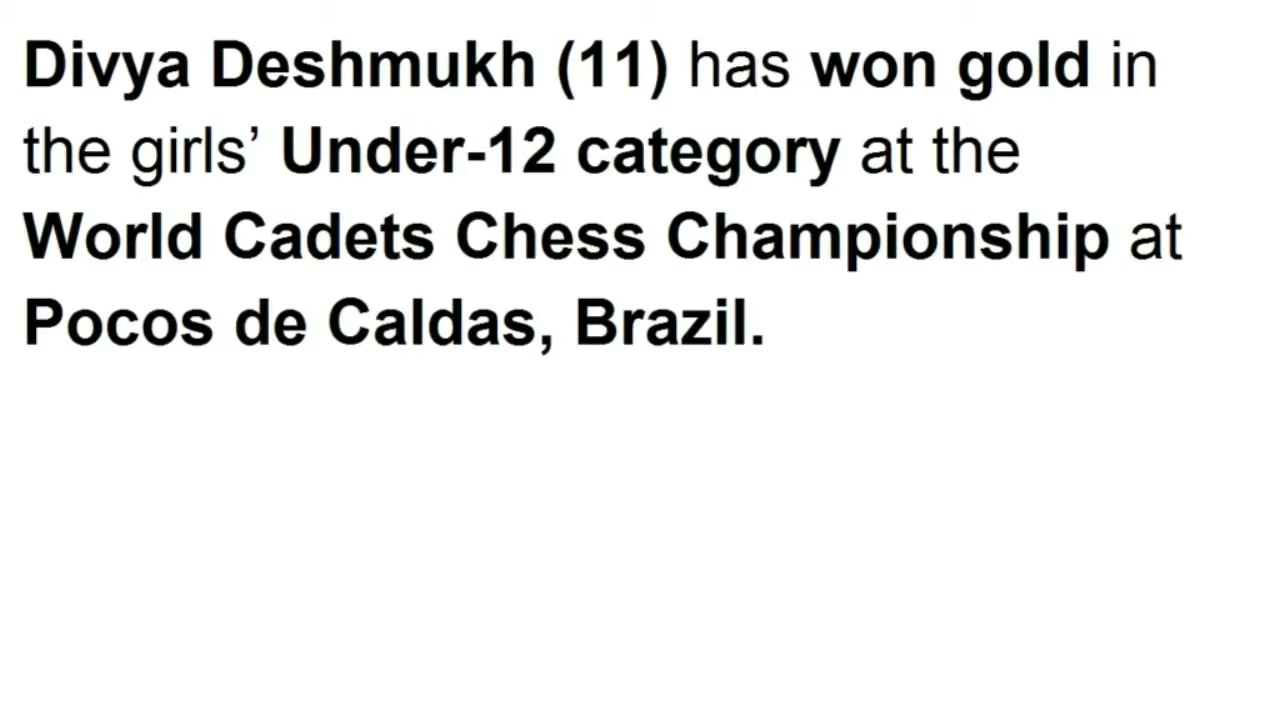 Divya Deshmukh (11) has won gold in
the girls’ Under-12 category at the
World Cadets Chess Championship at
Pocos de Caldas, Brazil.